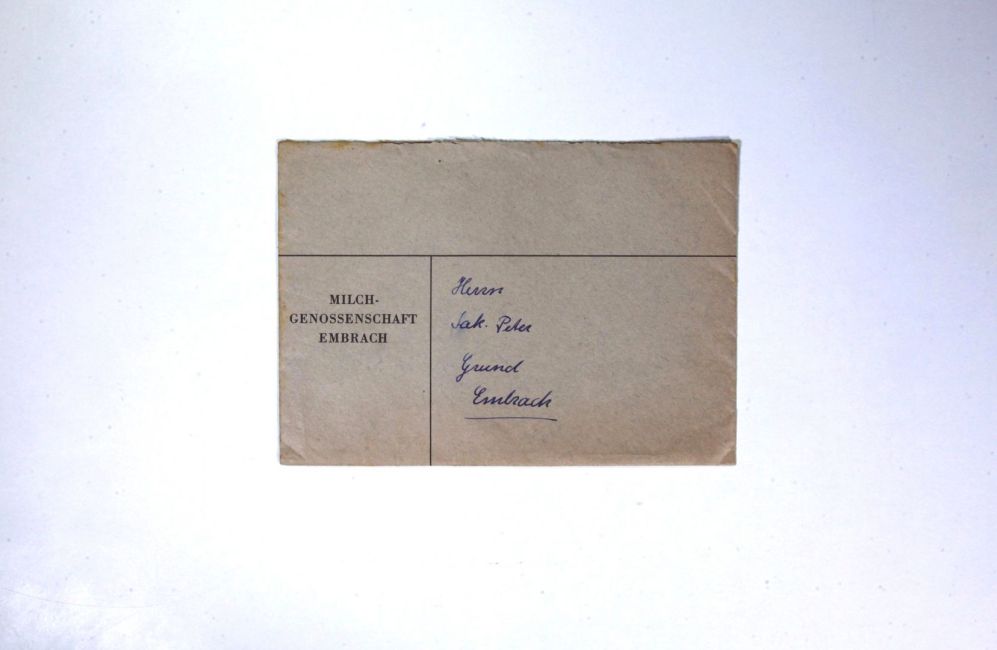 MILCH-
GENOSSENSCHAFT
EMBRACH
Herrn
Jak. Peter
Grund
Embrach